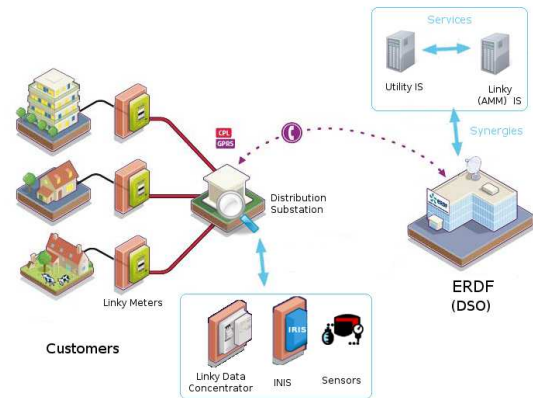 Services
Utility IS
Linky
(AMM) IS
Synergies
CPL
GPRS
Distribution
Substation
ERDF
ERDF
(DSO)
Linky Meters
Customers
IRIS
Linky Data
Concentrator
INIS
Sensors